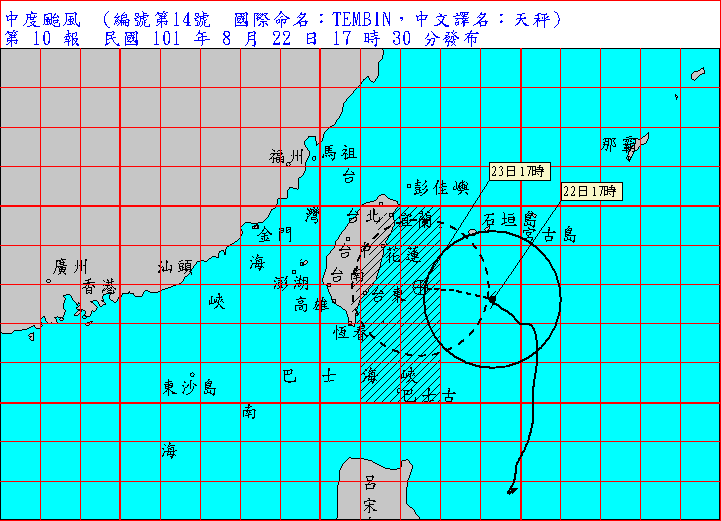 中度颱風 (編號第14號 國際命名：TEMBIN，中文譯名：天秤)
第 10 報 民國 101 年 8 月 22 日 17 時 30 分發布
那霸
福州
馬祖
台
23日17時
彭佳嶼
22日17時
灣
台北
宜蘭
石垣島
宮古島
金門
海
台中
花蓮
廣州
汕頭
香港
澎湖
台南
台東
峽
高雄
恆春
巴士海峽
東沙島
巴士古
南
海
呂
宋